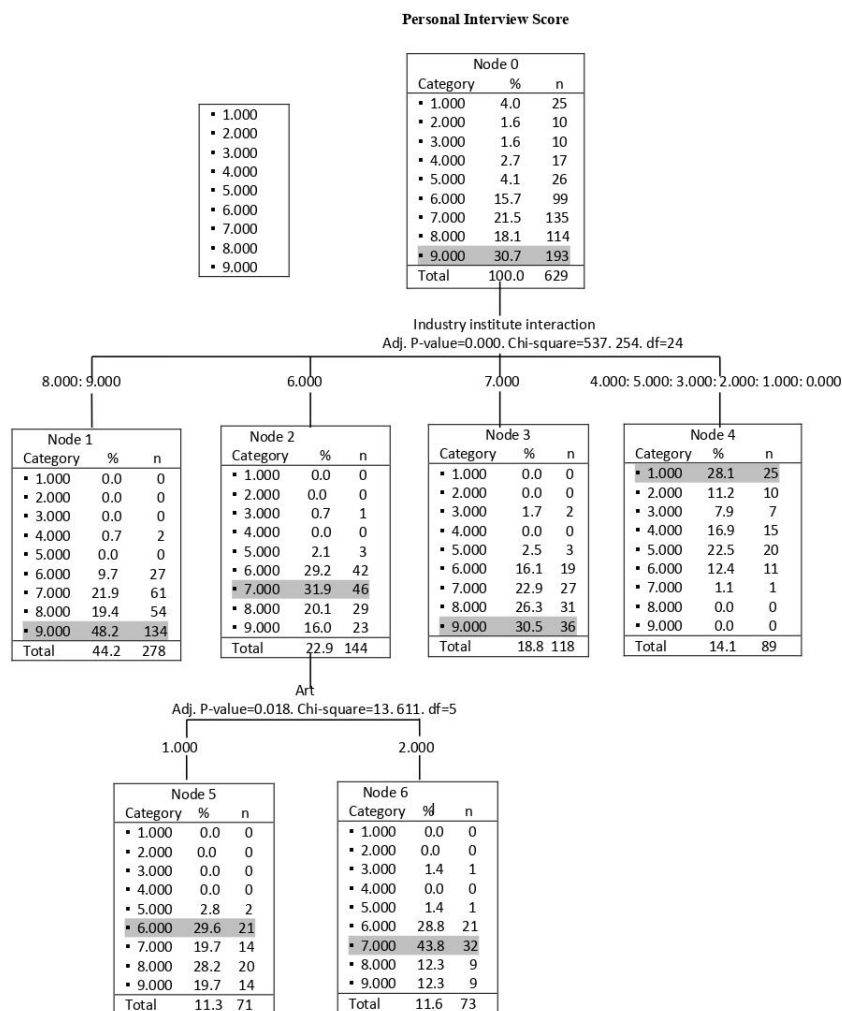 Personal Interview Score
▪ 1.000
▪ 2.000
▪ 3.000
▪ 4.000
▪ 5.000
▪ 6.000
▪ 7.000
▪ 8.000
▪ 9.000
Node 0
Category % n
▪ 1.000 4.0 25
▪ 2.000 1.6 10
▪ 3.000 1.6 10
▪ 4.000 2.7 17
▪ 5.000 4.1 26
▪ 6.000 15.7 99
▪ 7.000 21.5 135
▪ 8.000 18.1 114
▪ 9.000 30.7 193
Total 100.0 629
Industry institute interaction
Adj. P-value=0.000. Chi-square=537. 254. df=24
8.000: 9.000
6.000
7.000
4.000: 5.000: 3.000: 2.000: 1.000: 0.000
Node 1
Category % n
▪ 1.000 0.0 0
▪ 2.000 0.0 0
▪ 3.000 0.0 0
▪ 4.000 0.7 2
▪ 5.000 0.0 0
▪ 6.000 9.7 27
▪ 7.000 21.9 61
▪ 8.000 19.4 54
▪ 9.000 48.2 134
Total 44.2 278
Node 2
Category % n
▪ 1.000 0.0 0
▪ 2.000 0.0 0
▪ 3.000 0.7 1
▪ 4.000 0.0 0
▪ 5.000 2.1 3
▪ 6.000 29.2 42
▪ 7.000 31.9 46
▪ 8.000 20.1 29
▪ 9.000 16.0 23
Total 22.9 144
Node 3
Category % n
▪ 1.000 0.0 0
▪ 2.000 0.0 0
▪ 3.000 1.7 2
▪ 4.000 0.0 0
▪ 5.000 2.5 3
▪ 6.000 16.1 19
▪ 7.000 22.9 27
▪ 8.000 26.3 31
▪ 9.000 30.5 36
Total 18.8 118
Node 4
Category % n
▪ 1.000 28.1 25
▪ 2.000 11.2 10
▪ 3.000 7.9 7
▪ 4.000 16.9 15
▪ 5.000 22.5 20
▪ 6.000 12.4 11
▪ 7.000 1.1 1
▪ 8.000 0.0 0
▪ 9.000 0.0 0
Total 14.1 89
Art
Adj. P-value=0.018. Chi-square=13. 611. df=5
1.000
2.000
Node 5
Category % n
▪ 1.000 0.0 0
▪ 2.000 0.0 0
▪ 3.000 0.0 0
▪ 4.000 0.0 0
▪ 5.000 2.8 2
▪ 6.000 29.6 21
▪ 7.000 19.7 14
▪ 8.000 28.2 20
▪ 9.000 19.7 14
Total 11.3 71
Node 6
Category % n
▪ 1.000 0.0 0
▪ 2.000 0.0 0
▪ 3.000 1.4 1
▪ 4.000 0.0 0
▪ 5.000 1.4 1
▪ 6.000 28.8 21
▪ 7.000 43.8 32
▪ 8.000 12.3 9
▪ 9.000 12.3 9
Total 11.6 73